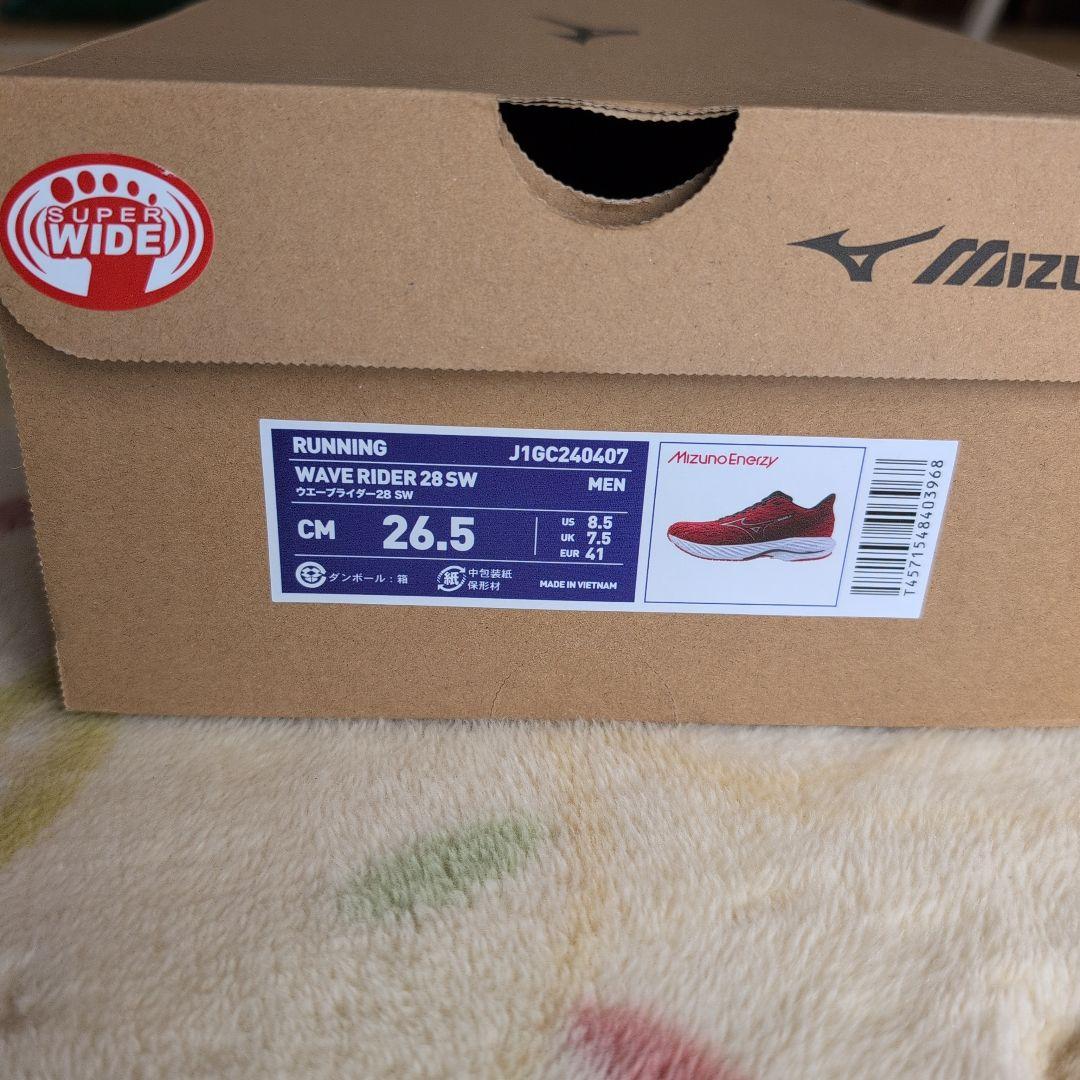 SUPER
WIDE
MIZU
RUNNING J1GC240407
WAVE RIDER 28 SW MEN
ウエーブライダー28 SW
CM 26.5
US 8.5
UK 7.5
EUR 41
ダンボール：箱
紙 中包装紙
保形材
MADE IN VIETNAM
MizunoEnerzy
T4571548403968